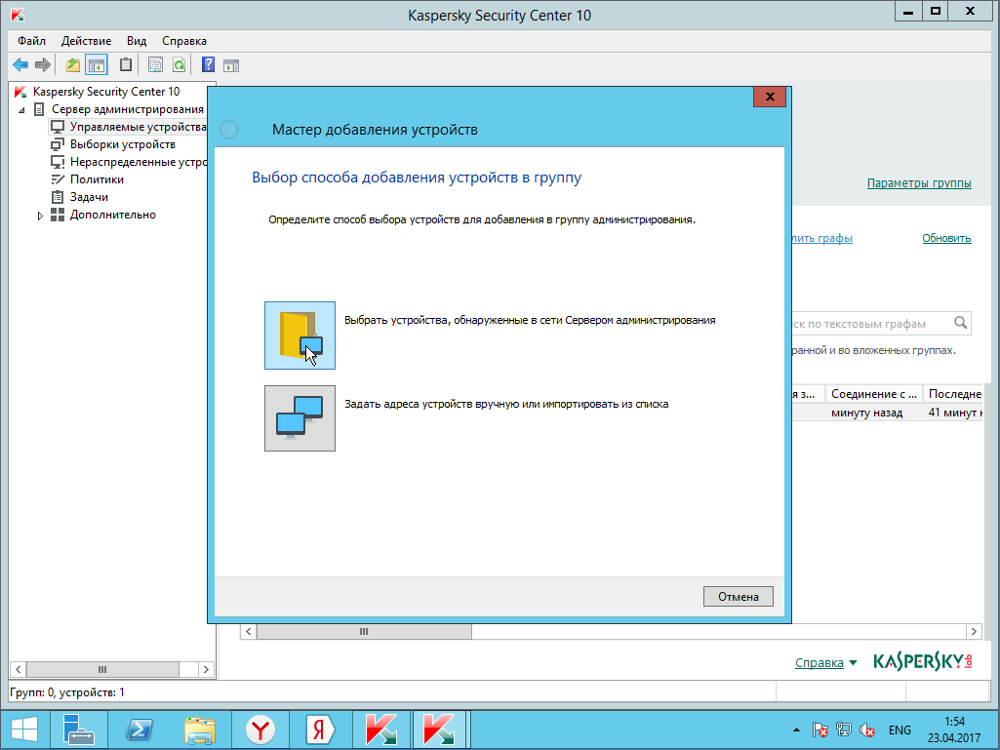 Kaspersky Security Center 10
Файл Действие Вид Справка
Kaspersky Security Center 10
Сервер администрирования
Управляемые устройства
Выборки устройств
Нераспределенные устро
Политики
Задачи
Дополнительно
Мастер добавления устройств
Выбор способа добавления устройств в группу
Определите способ выбора устройств для добавления в группу администрирования.
Выбрать устройства, обнаруженные в сети Сервером администрирования
Задать адреса устройств вручную или импортировать из списка
Отмена
Параметры группы
лить графы Обновить
ск по текстовым графам
ранной и во вложенных группах.
я з... Соединение с ... Последне
минуту назад 41 минут н
Справка
KASPERSKY lab
Групп: 0, устройств: 1
ENG
1:54
23.04.2017